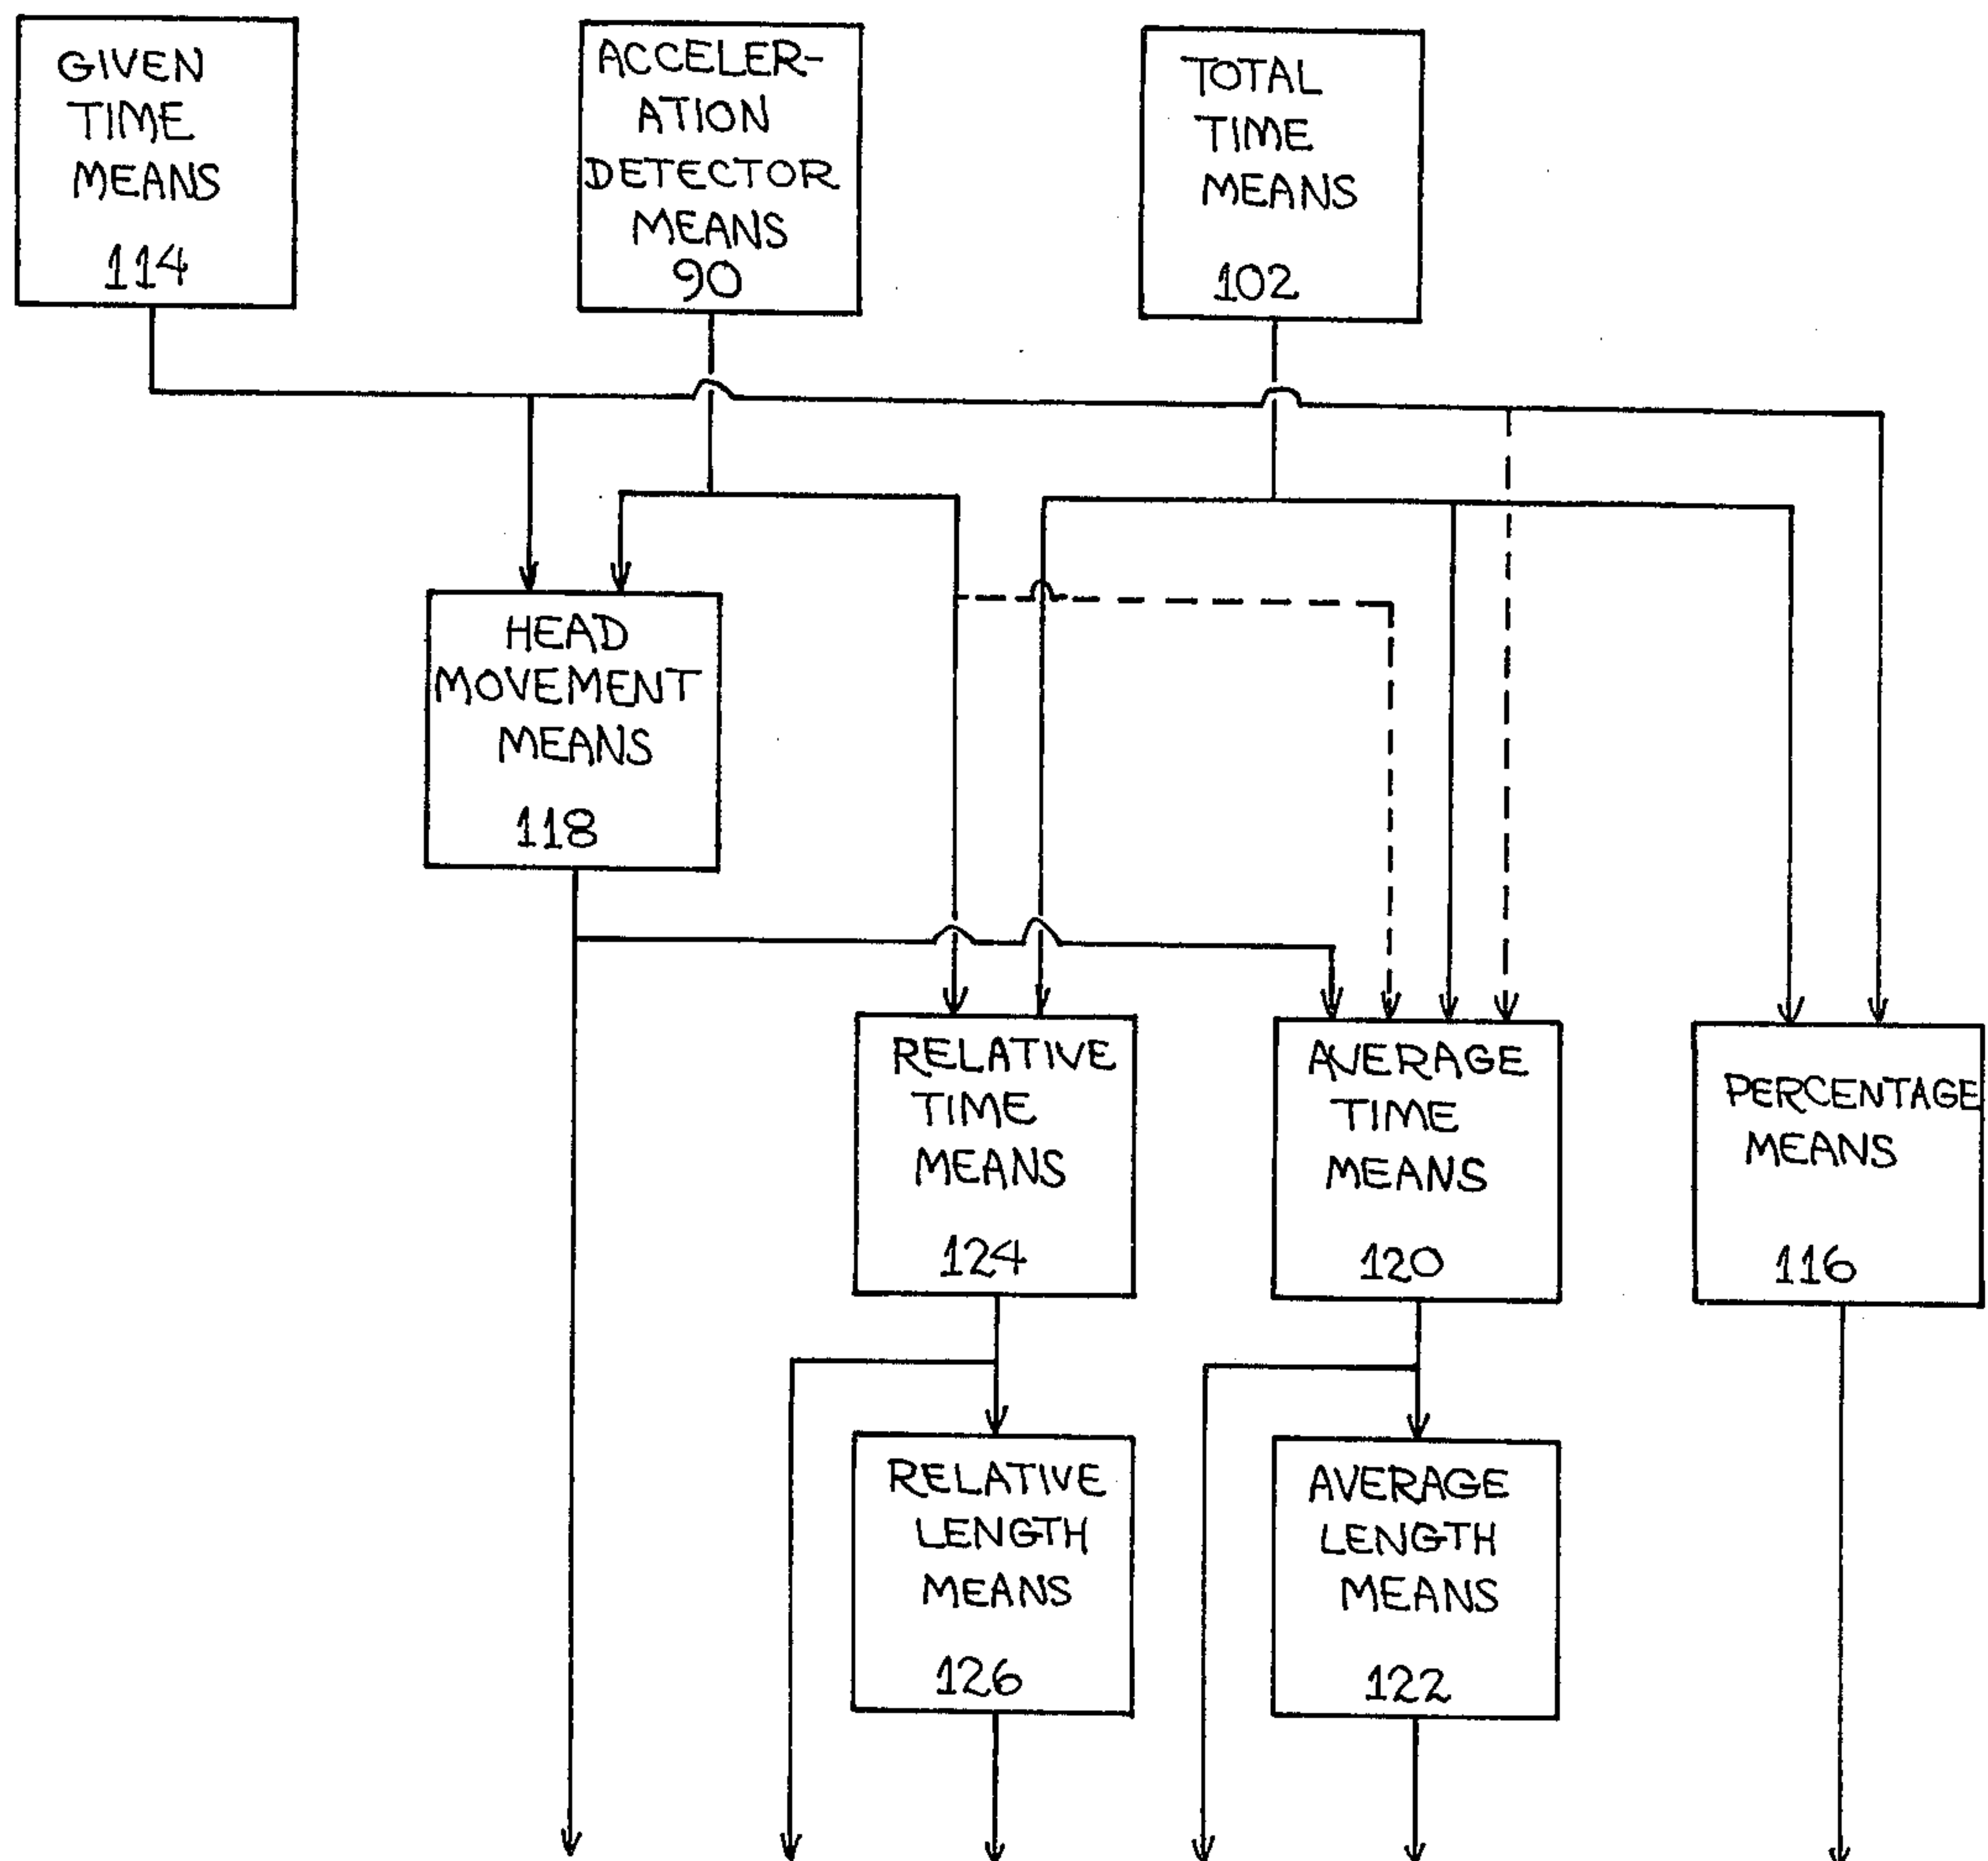 GIVEN
TIME
MEANS
114
ACCELER-
ATION
DETECTOR
MEANS
90
TOTAL
TIME
MEANS
102
HEAD
MOVEMENT
MEANS
118
RELATIVE
TIME
MEANS
124
AVERAGE
TIME
MEANS
120
PERCENTAGE
MEANS
116
RELATIVE
LENGTH
MEANS
126
AVERAGE
LENGTH
MEANS
122